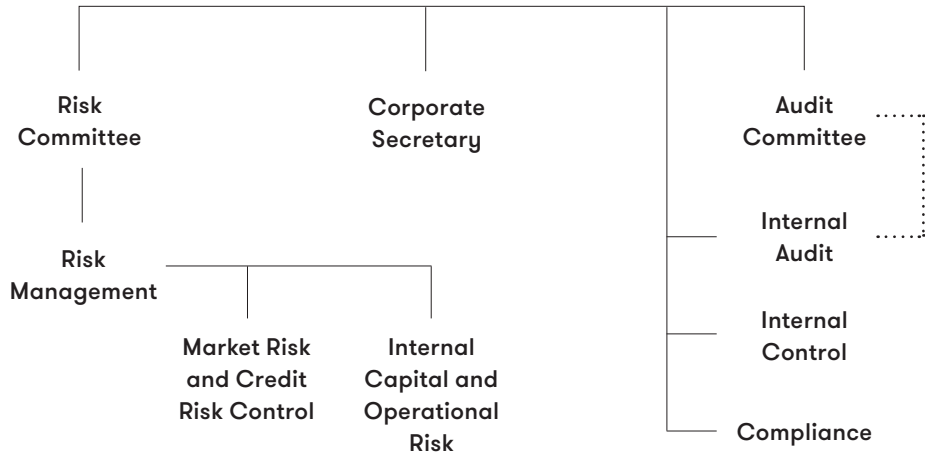 Risk
Committee
Corporate
Secretary
Audit
Committee
Risk
Management
Internal
Audit
Market Risk
and Credit
Risk Control
Internal
Capital and
Operational
Risk
Internal
Control
Compliance